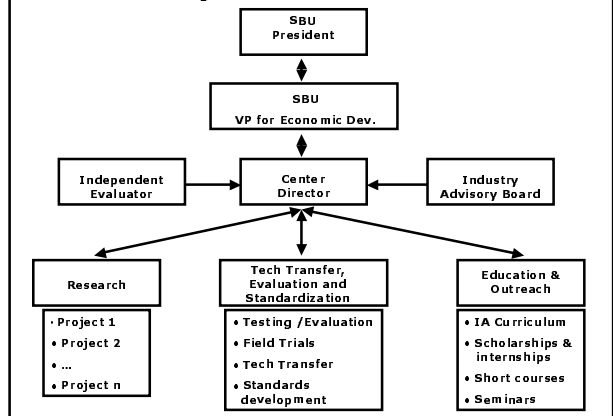 SBU
President
SBU
VP for Economic Dev.
Independent
Evaluator
Center
Director
Industry
Advisory Board
Research
Tech Transfer,
Evaluation and
Standardization
Education &
Outreach
· Project 1
• Project 2
• ...
• Project n
• Testing /Evaluation
• Field Trials
• Tech Transfer
• Standards
development
• IA Curriculum
• Scholarships &
internships
• Short courses
• Seminars